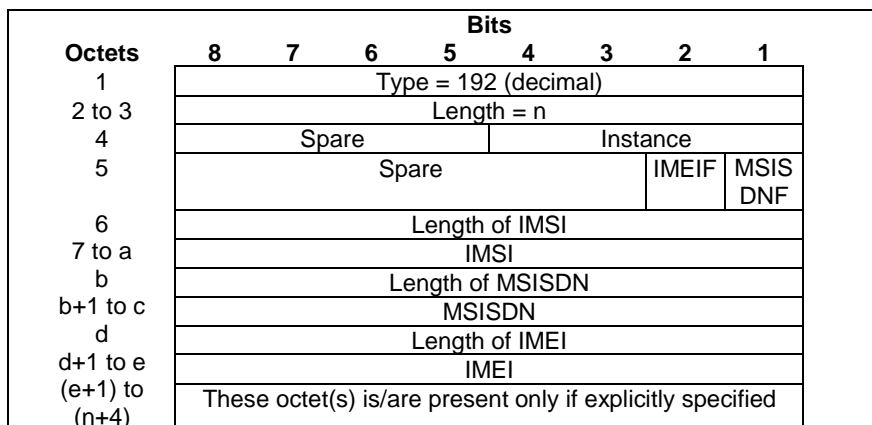 Bits
Octets 8 7 6 5 4 3 2 1
1 Type = 192 (decimal)
2 to 3 Length = n
4 Spare Instance
5 Spare IMEIF MSIS
DNF
6 Length of IMSI
7 to a IMSI
b Length of MSISDN
b+1 to c MSISDN
d Length of IMEI
d+1 to e IMEI
(e+1) to These octet(s) is/are present only if explicitly specified
(n+4)